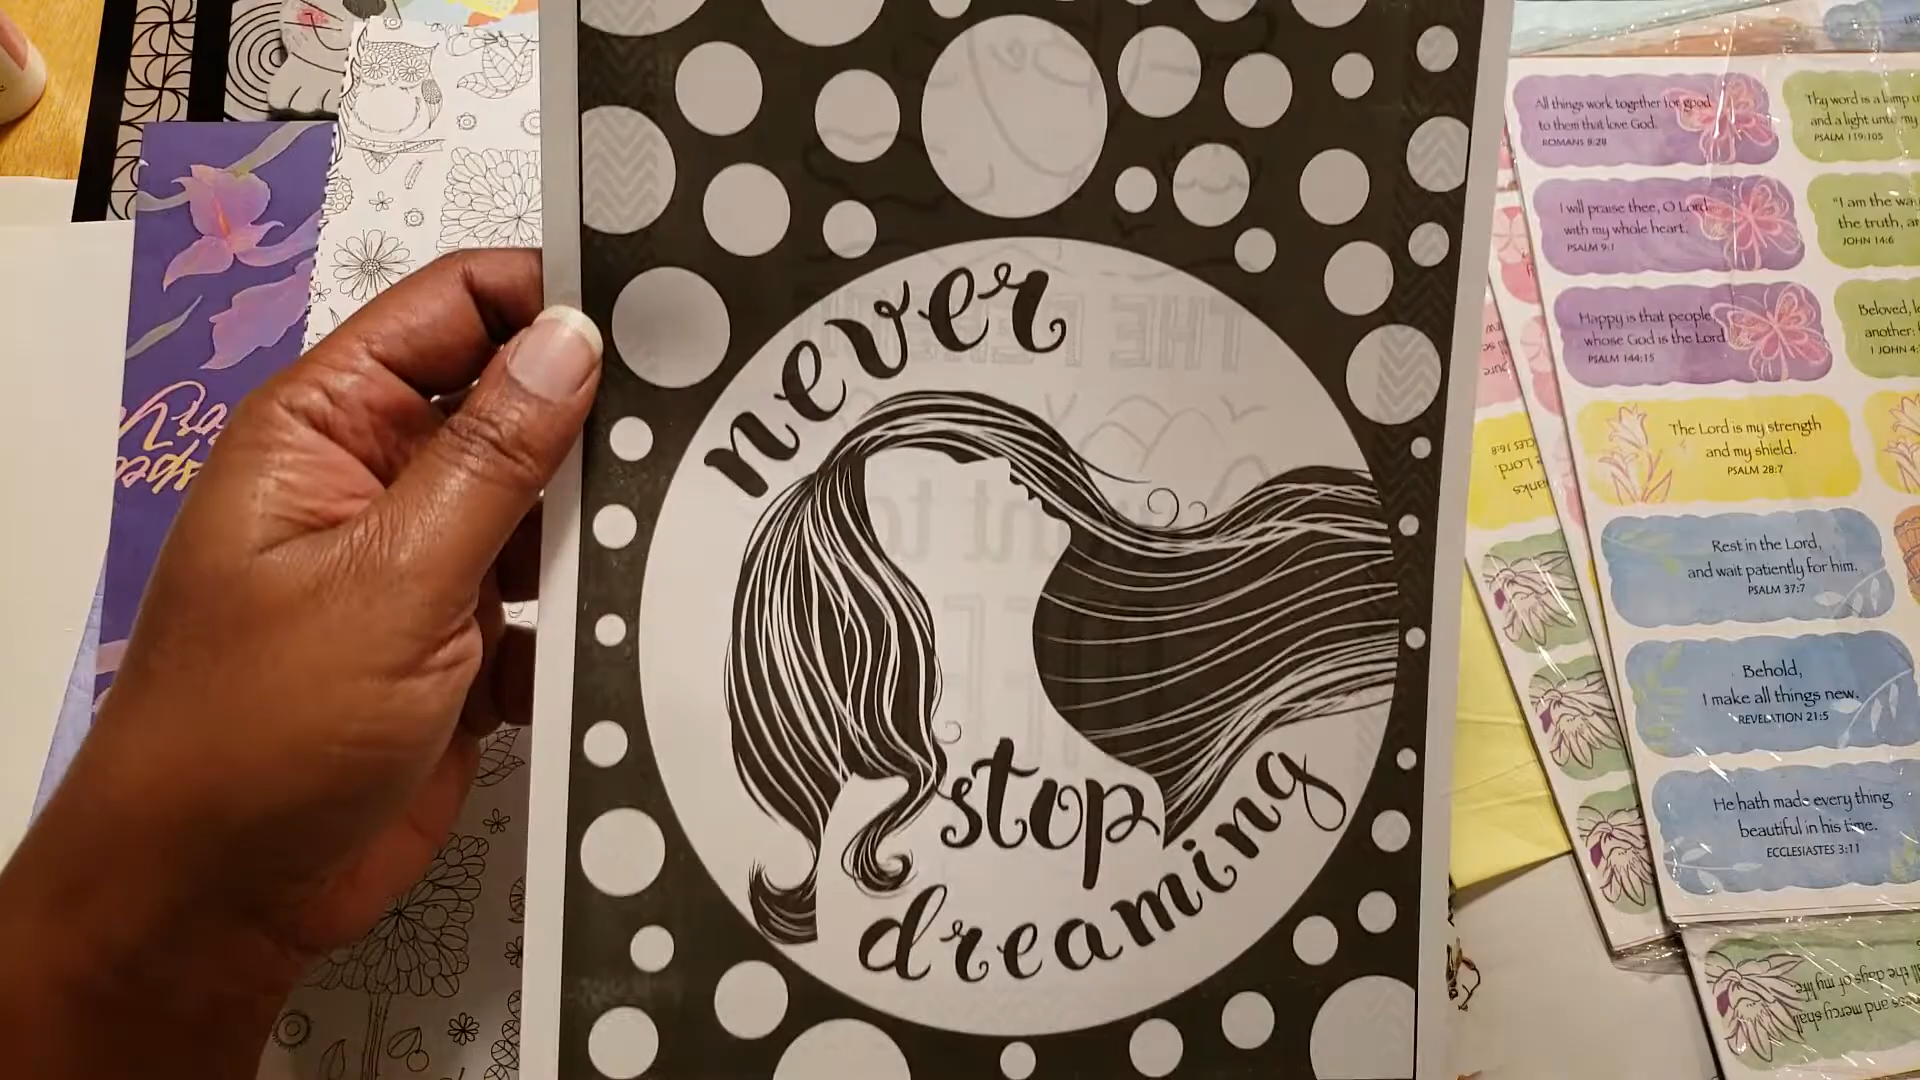 never
stop
dreaming
All things work together for good
to them that love God.
ROMANS 8:28
I will praise thee, O Lord
with my whole heart.
PSALM 9:1
Happy is that people,
whose God is the Lord
PSALM 144:15
The Lord is my strength
and my shield.
PSALM 28:7
Rest in the Lord,
and wait patiently for him.
PSALM 37:7
Behold,
I make all things new.
REVELATION 21:5
He hath made every thing
beautiful in his time.
ECCLESIASTES 3:11
Thy word is a lamp
and a light unto my
PSALM 119:105
"I am the
the truth,
JOHN 14:6
Beloved,
another:
1 JOHN 4:
Lord.
all the days of my life
and mercy shall